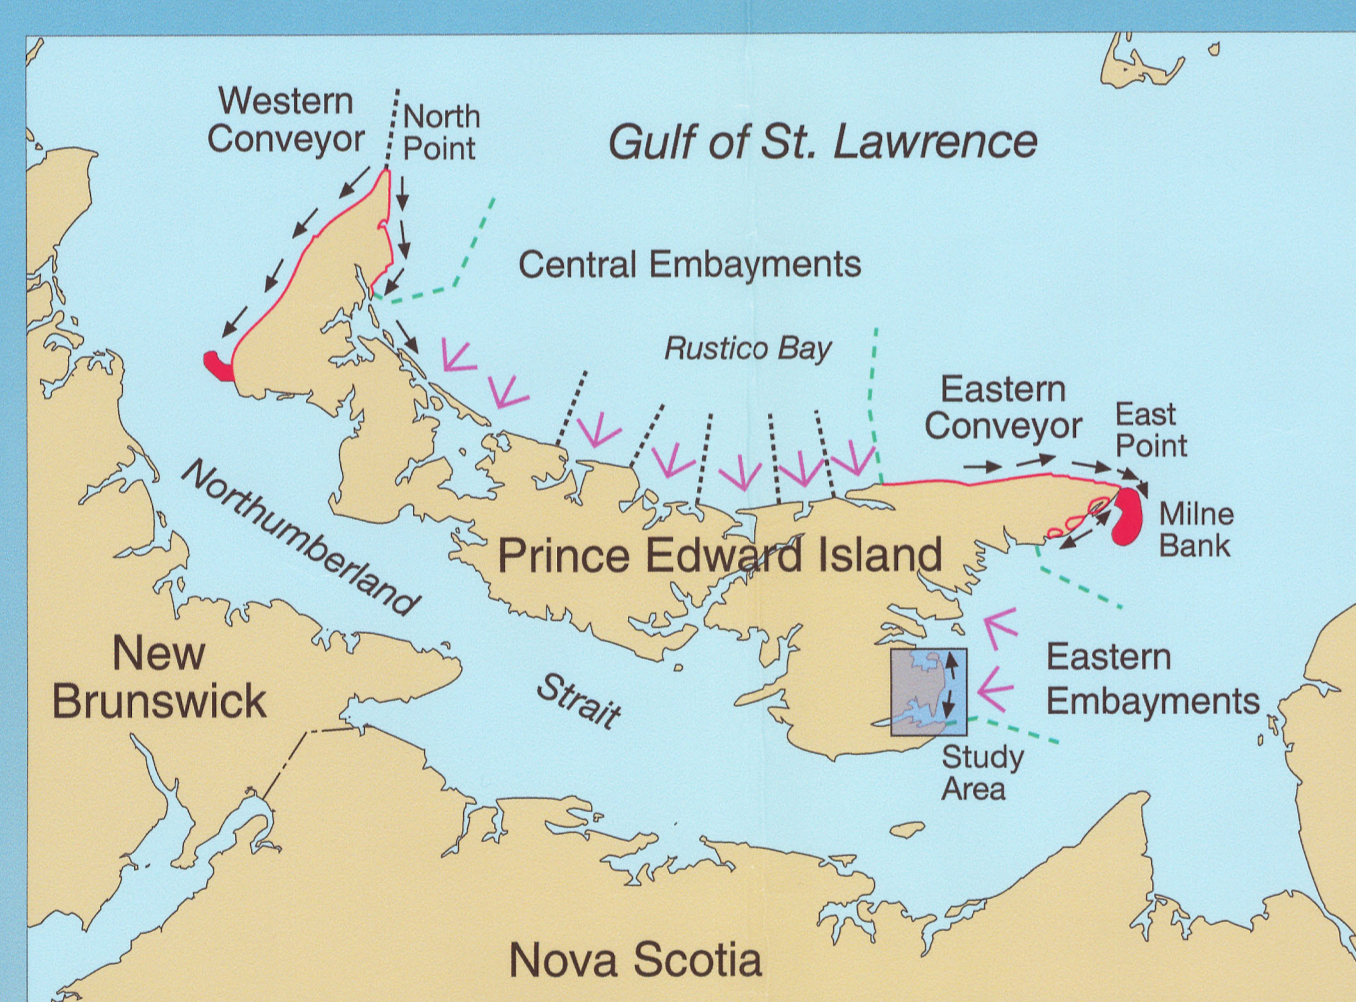 Western
Conveyor
North
Point
Gulf of St. Lawrence
Central Embayments
Rustico Bay
Eastern
Conveyor
East
Point
Milne
Bank
Northumberland
Strait
Prince Edward Island
New
Brunswick
Eastern
Embayments
Study
Area
Nova Scotia